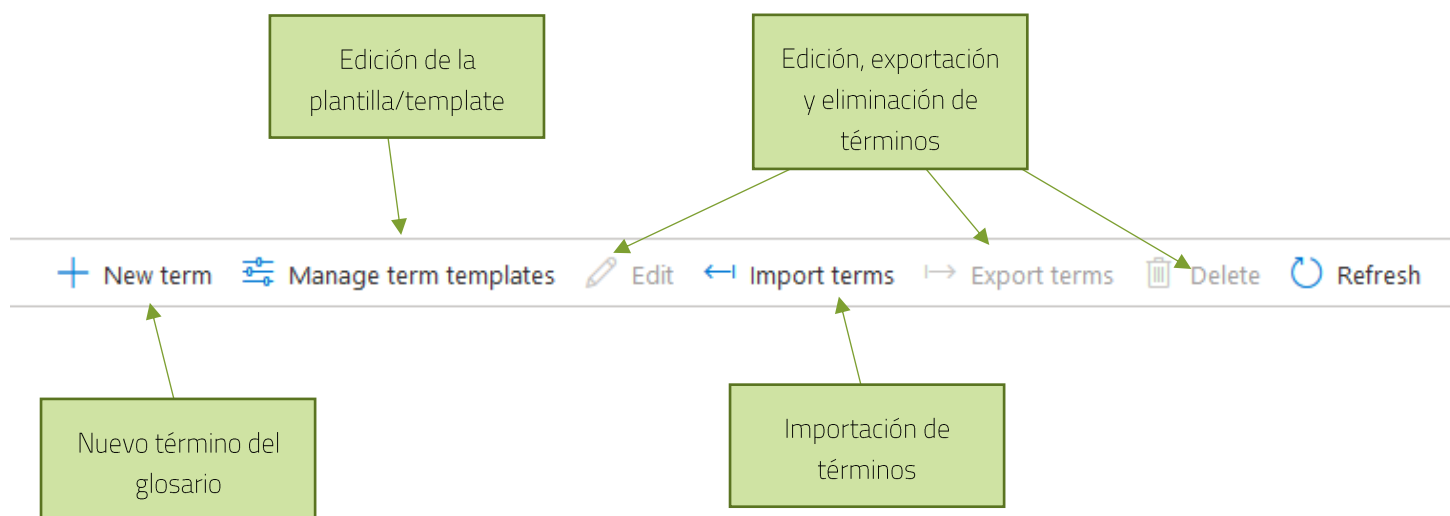 Edición de la
plantilla/template
Edición, exportación
y eliminación de
términos
New term Manage term templates Edit Import terms Export terms Delete Refresh
Nuevo término del
glosario
Importación de
términos